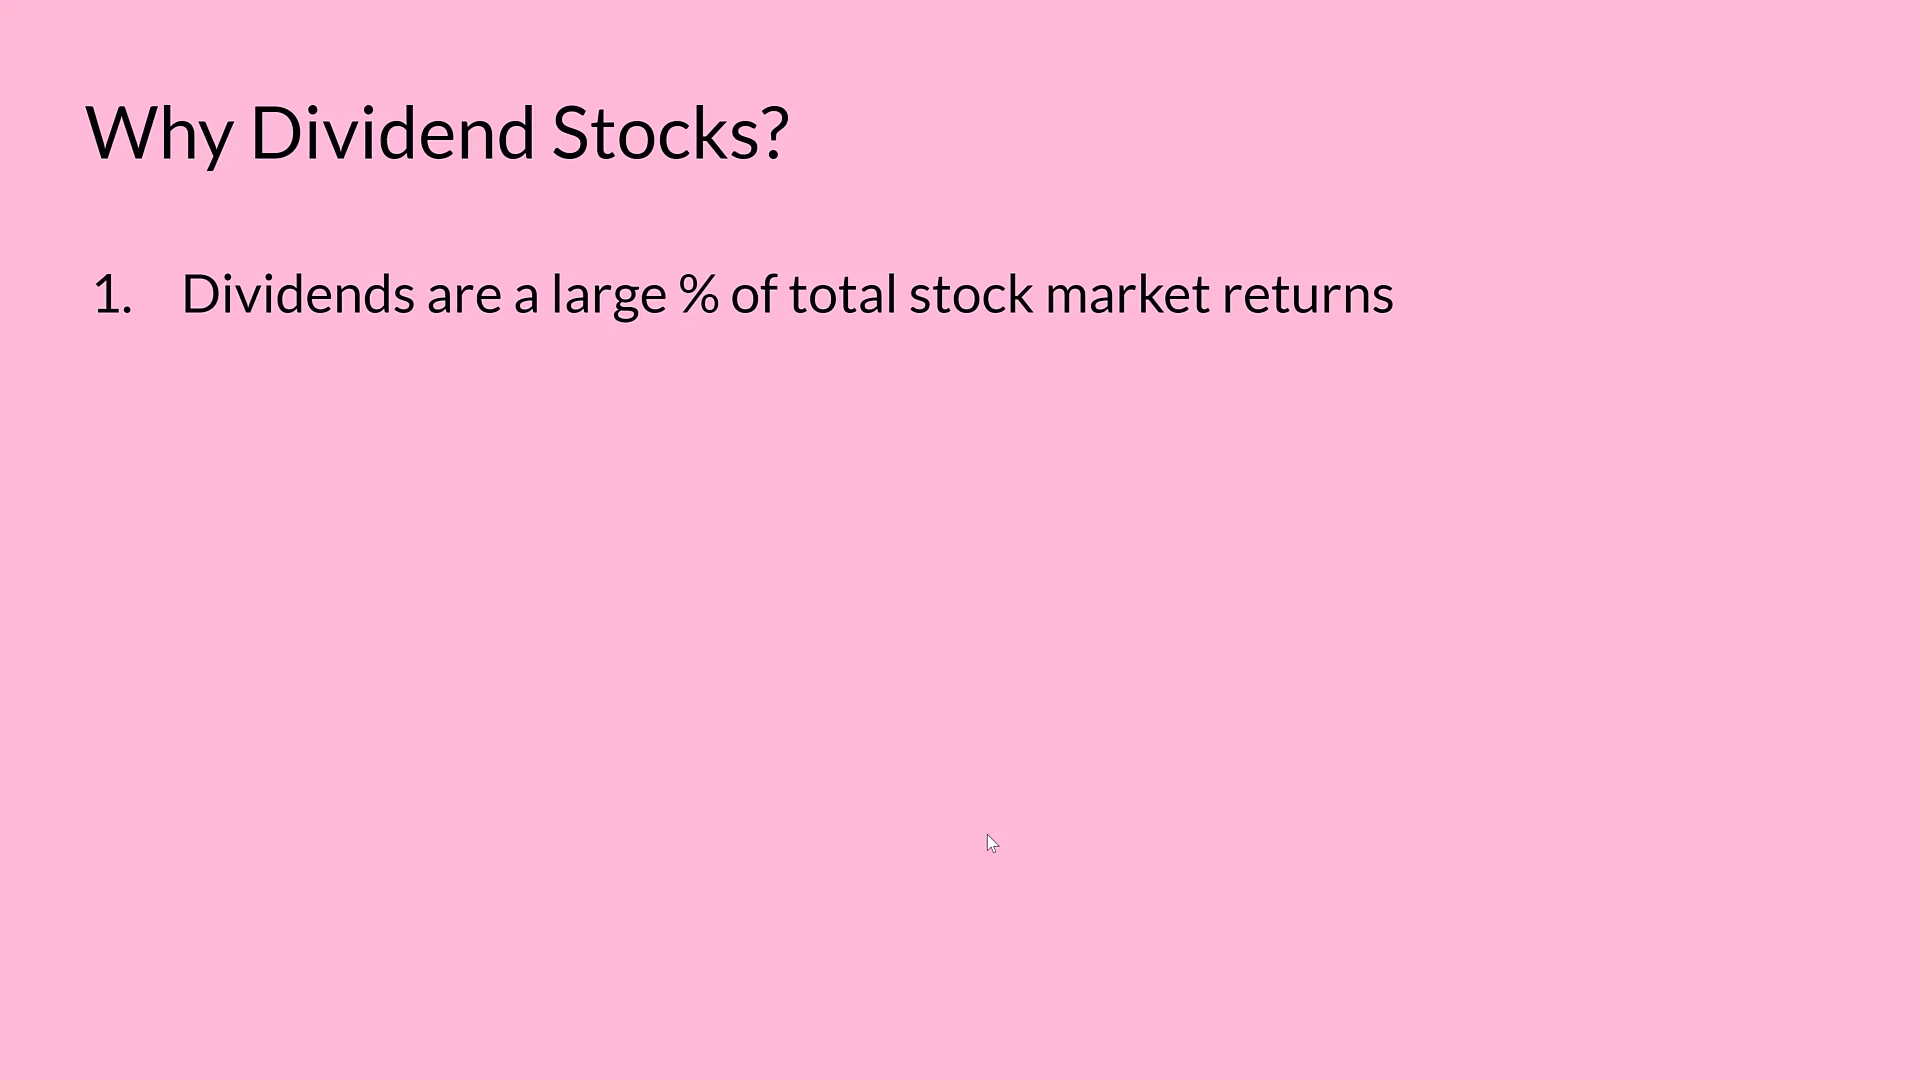 Why Dividend Stocks?
1. Dividends are a large % of total stock market returns